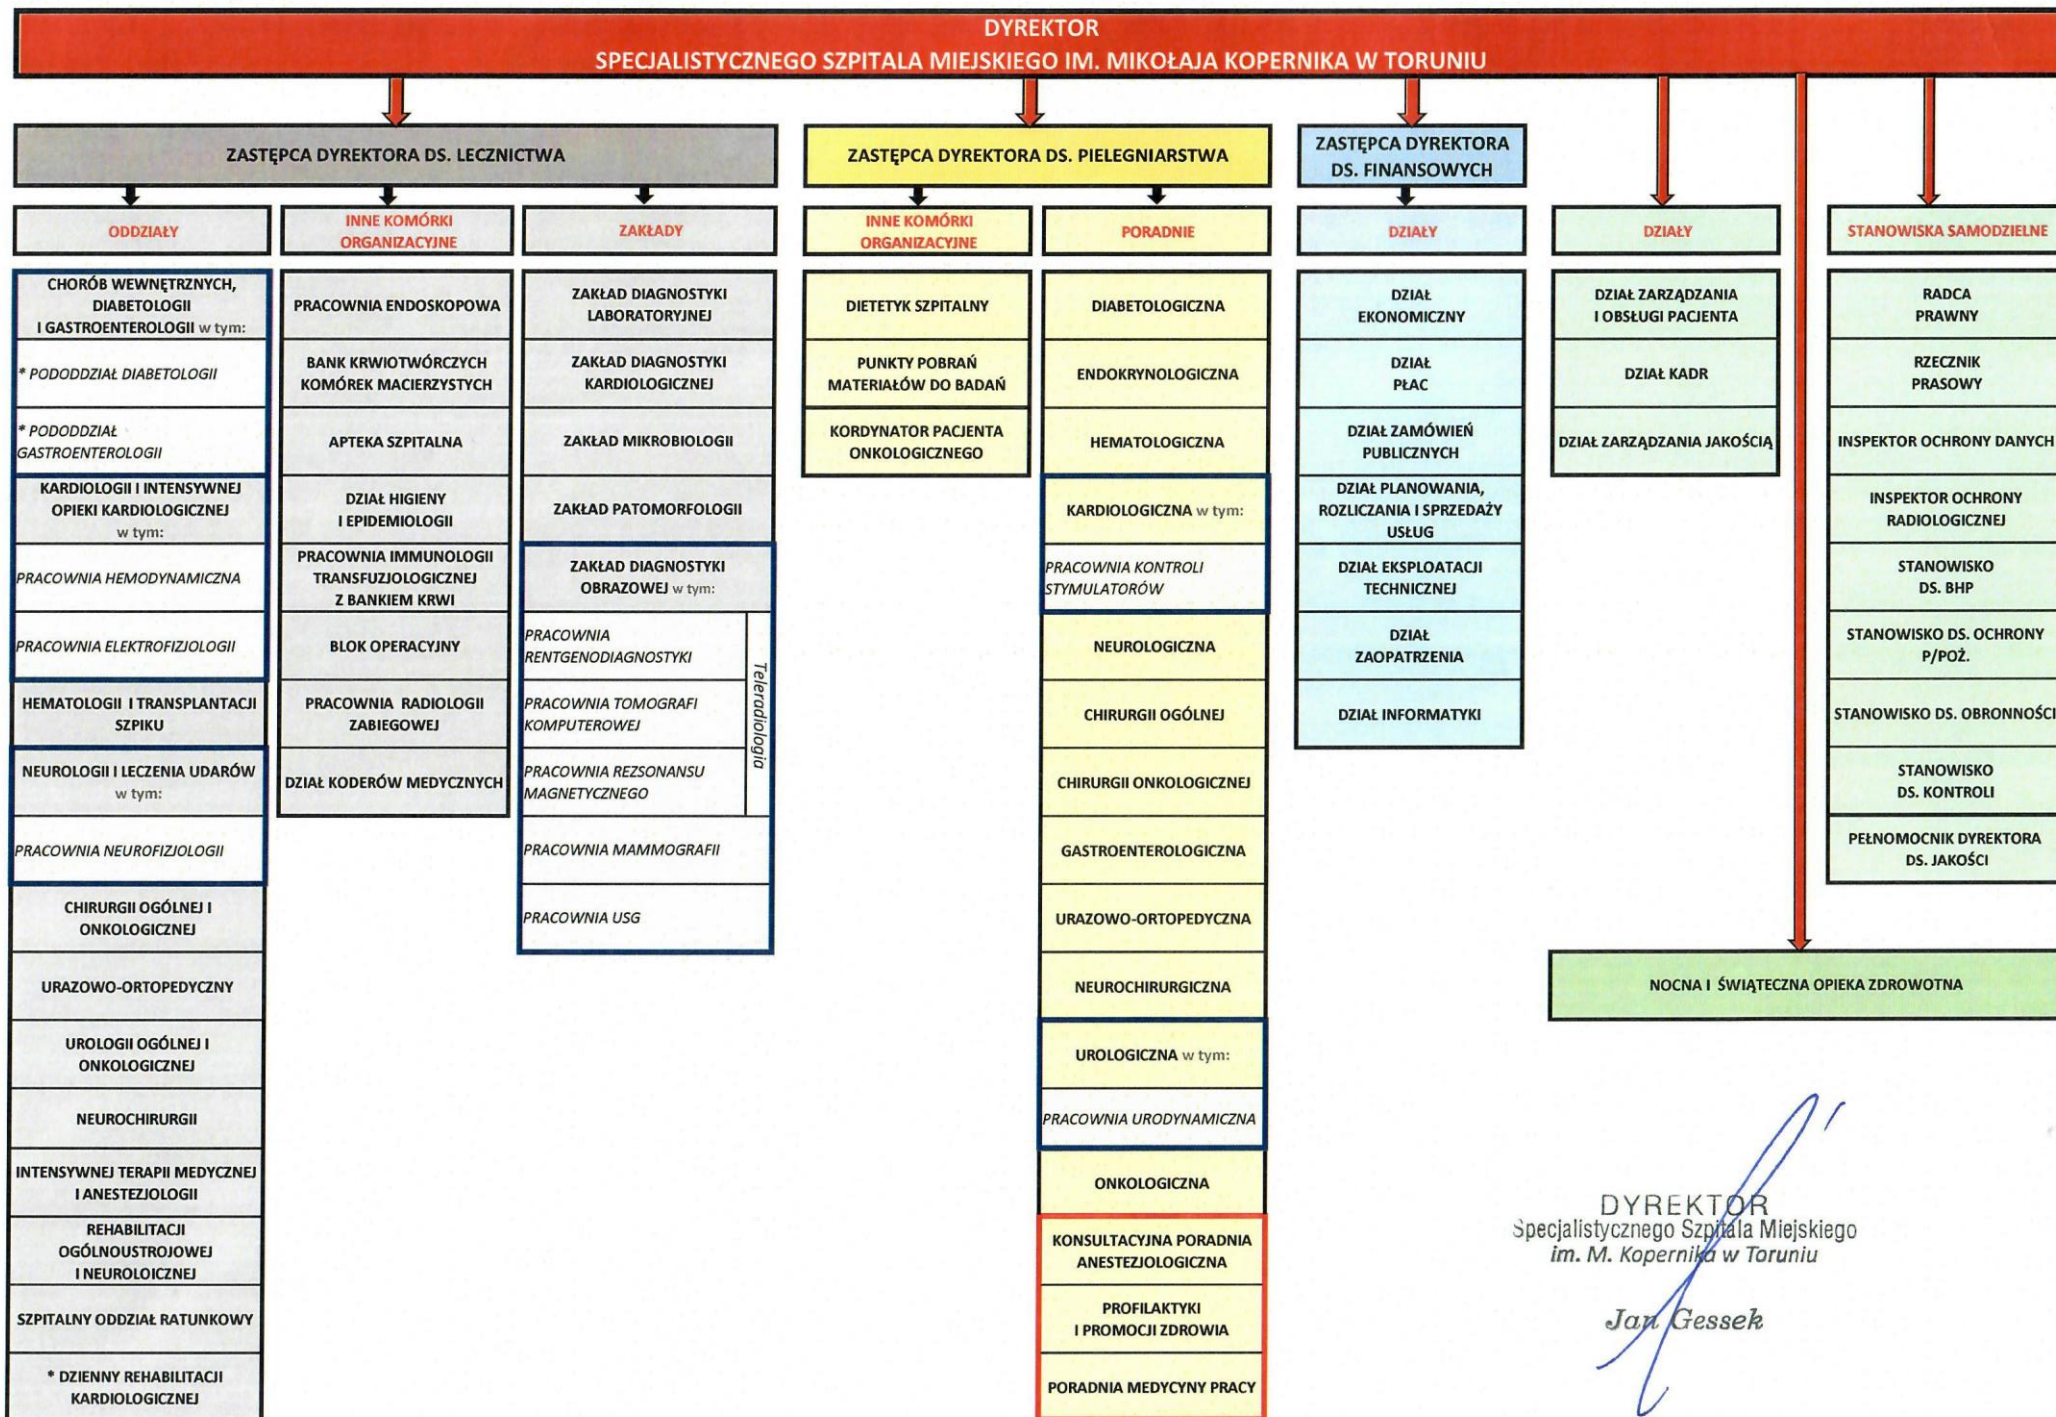 DYREKTOR
SPECJALISTYCZNEGO SZPITALA MIEJSKIEGO IM. MIKOŁAJA KOPERNIKA W TORUNIU
ZASTĘPCA DYREKTORA DS. LECZNICTWA
ODDZIAŁY
CHORÓB WEWNĘTRZNYCH,
DIABETOLOGII
I GASTROENTEROLOGII w tym:
* PODODDZIAŁ DIABETOLOGII
* PODODDZIAŁ
GASTROENTEROLOGII
KARDIOLOGII I INTENSYWNEJ
OPIEKI KARDIOLOGICZNEJ
w tym:
PRACOWNIA HEMODYNAMICZNA
PRACOWNIA ELEKTROFIZJOLOGII
HEMATOLOGII I TRANSPLANTACJI
SZPIKU
NEUROLOGII I LECZENIA UDARÓW
w tym:
PRACOWNIA NEUROFIZJOLOGII
CHIRURGII OGÓLNEJ I
ONKOLOGICZNEJ
URAZOWO-ORTOPEDYCZNY
UROLOGII OGÓLNEJ I
ONKOLOGICZNEJ
NEUROCHIRURGII
INTENSYWNEJ TERAPII MEDYCZNEJ
I ANESTEZJOLOGII
REHABILITACJI
OGÓLNOUSTROJOWEJ
I NEUROLOICZNEJ
SZPITALNY ODDZIAŁ RATUNKOWY
* DZIENNY REHABILITACJI
KARDIOLOGICZNEJ
INNE KOMÓRKI
ORGANIZACYJNE
PRACOWNIA ENDOSKOPOWA
BANK KRWIOTWÓRCZYCH
KOMÓREK MACIERZYSTYCH
APTEKA SZPITALNA
DZIAŁ HIGIENY
I EPIDEMIOLOGII
PRACOWNIA IMMUNOLOGII
TRANSFUZJOLOGICZNEJ
Z BANKIEM KRWI
BLOK OPERACYJNY
PRACOWNIA RADIOLOGII
ZABIEGOWEJ
DZIAŁ KODERÓW MEDYCZNYCH
ZAKŁADY
ZAKŁAD DIAGNOSTYKI
LABORATORYJNEJ
ZAKŁAD DIAGNOSTYKI
KARDIOLOGICZNEJ
ZAKŁAD MIKROBIOLOGII
ZAKŁAD PATOMORFOLOGII
ZAKŁAD DIAGNOSTYKI
OBRAZOWEJ w tym:
PRACOWNIA
RENTGENODIAGNOSTYKI
PRACOWNIA TOMOGRAFI
KOMPUTEROWEJ
PRACOWNIA REZSONANSU
MAGNETYCZNEGO
Teleradiologia
PRACOWNIA MAMMOGRAFII
PRACOWNIA USG
ZASTĘPCA DYREKTORA DS. PIELEGNIARSTWA
INNE KOMÓRKI
ORGANIZACYJNE
DIETETYK SZPITALNY
PUNKTY POBRAŃ
MATERIAŁÓW DO BADAŃ
KORDYNATOR PACJENTA
ONKOLOGICZNEGO
PORADNIE
DIABETOLOGICZNA
ENDOKRYNOLOGICZNA
HEMATOLOGICZNA
KARDIOLOGICZNA w tym:
PRACOWNIA KONTROLI
STYMULATORÓW
NEUROLOGICZNA
CHIRURGII OGÓLNEJ
CHIRURGII ONKOLOGICZNEJ
GASTROENTEROLOGICZNA
URAZOWO-ORTOPEDYCZNA
NEUROCHIRURGICZNA
UROLOGICZNA w tym:
PRACOWNIA URODYNAMICZNA
ONKOLOGICZNA
KONSULTACYJNA PORADNIA
ANESTEZJOLOGICZNA
PROFILAKTYKI
I PROMOCJI ZDROWIA
PORADNIA MEDYCYNY PRACY
ZASTĘPCA DYREKTORA
DS. FINANSOWYCH
DZIAŁY
DZIAŁ
EKONOMICZNY
DZIAŁ
PŁAC
DZIAŁ ZAMÓWIEŃ
PUBLICZNYCH
DZIAŁ PLANOWANIA,
ROZLICZANIA I SPRZEDAŻY
USŁUG
DZIAŁ EKSPLOATACJI
TECHNICZNEJ
DZIAŁ
ZAOPATRZENIA
DZIAŁ INFORMATYKI
DZIAŁY
DZIAŁ ZARZĄDZANIA
I OBSŁUGI PACJENTA
DZIAŁ KADR
DZIAŁ ZARZĄDZANIA JAKOŚCIĄ
STANOWISKA SAMODZIELNE
RADCA
PRAWNY
RZECZNIK
PRASOWY
INSPEKTOR OCHRONY DANYCH
INSPEKTOR OCHRONY
RADIOLOGICZNEJ
STANOWISKO
DS. BHP
STANOWISKO DS. OCHRONY
P/POŻ.
STANOWISKO DS. OBRONNOŚCI
STANOWISKO
DS. KONTROLI
PEŁNOMOCNIK DYREKTORA
DS. JAKOŚCI
NOCNA I ŚWIĄTECZNA OPIEKA ZDROWOTNA
DYREKTOR
Specjalistycznego Szpitala Miejskiego
im. M. Kopernika w Toruniu
Jan Gessek